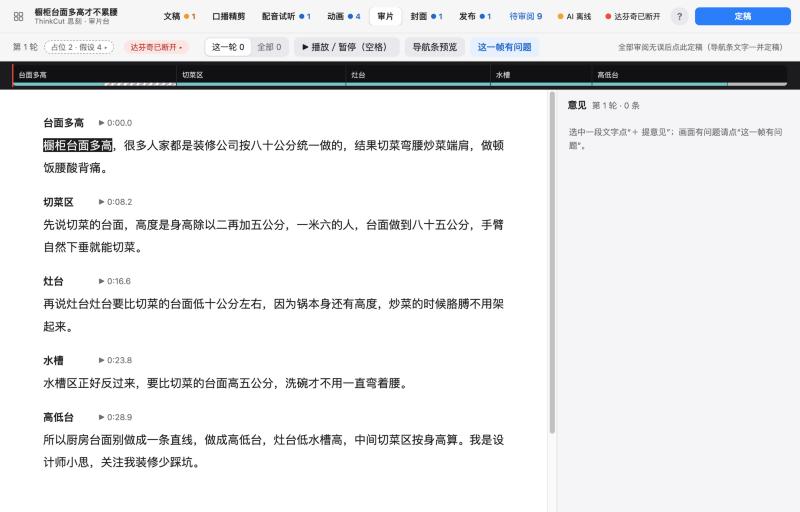 橱柜台面多高才不累腰
ThinkCut 思刻 · 审片台
文稿 1 口播精剪 配音试听 1 动画 4 审片 封面 1 发布 1 待审阅 9 AI 离线 达芬奇已断开 ? 定稿
第 1 轮 占位 2 · 假设 4 达芬奇已断开 这一轮 0 全部 0 ▶ 播放 / 暂停（空格） 导航条预览 这一帧有问题 全部审阅无误后点此定稿（导航条文字一并定稿）
台面多高 切菜区 灶台 水槽 高低台
台面多高 ▶ 0:00.0
橱柜台面多高，很多人家都是装修公司按八十公分统一做的，结果切菜弯腰炒菜端肩，做顿
饭腰酸背痛。
切菜区 ▶ 0:08.2
先说切菜的台面，高度是身高除以二再加五公分，一米六的人，台面做到八十五公分，手臂
自然下垂就能切菜。
灶台 ▶ 0:16.6
再说灶台灶台要比切菜的台面低十公分左右，因为锅本身还有高度，炒菜的时候胳膊不用架
起来。
水槽 ▶ 0:23.8
水槽区正好反过来，要比切菜的台面高五公分，洗碗才不用一直弯着腰。
高低台 ▶ 0:28.9
所以厨房台面别做成一条直线，做成高低台，灶台低水槽高，中间切菜区按身高算。我是设
计师小思，关注我装修少踩坑。
意见 第 1 轮 · 0 条
选中一段文字点“＋ 提意见”；画面有问题请点“这一帧有问
题”。